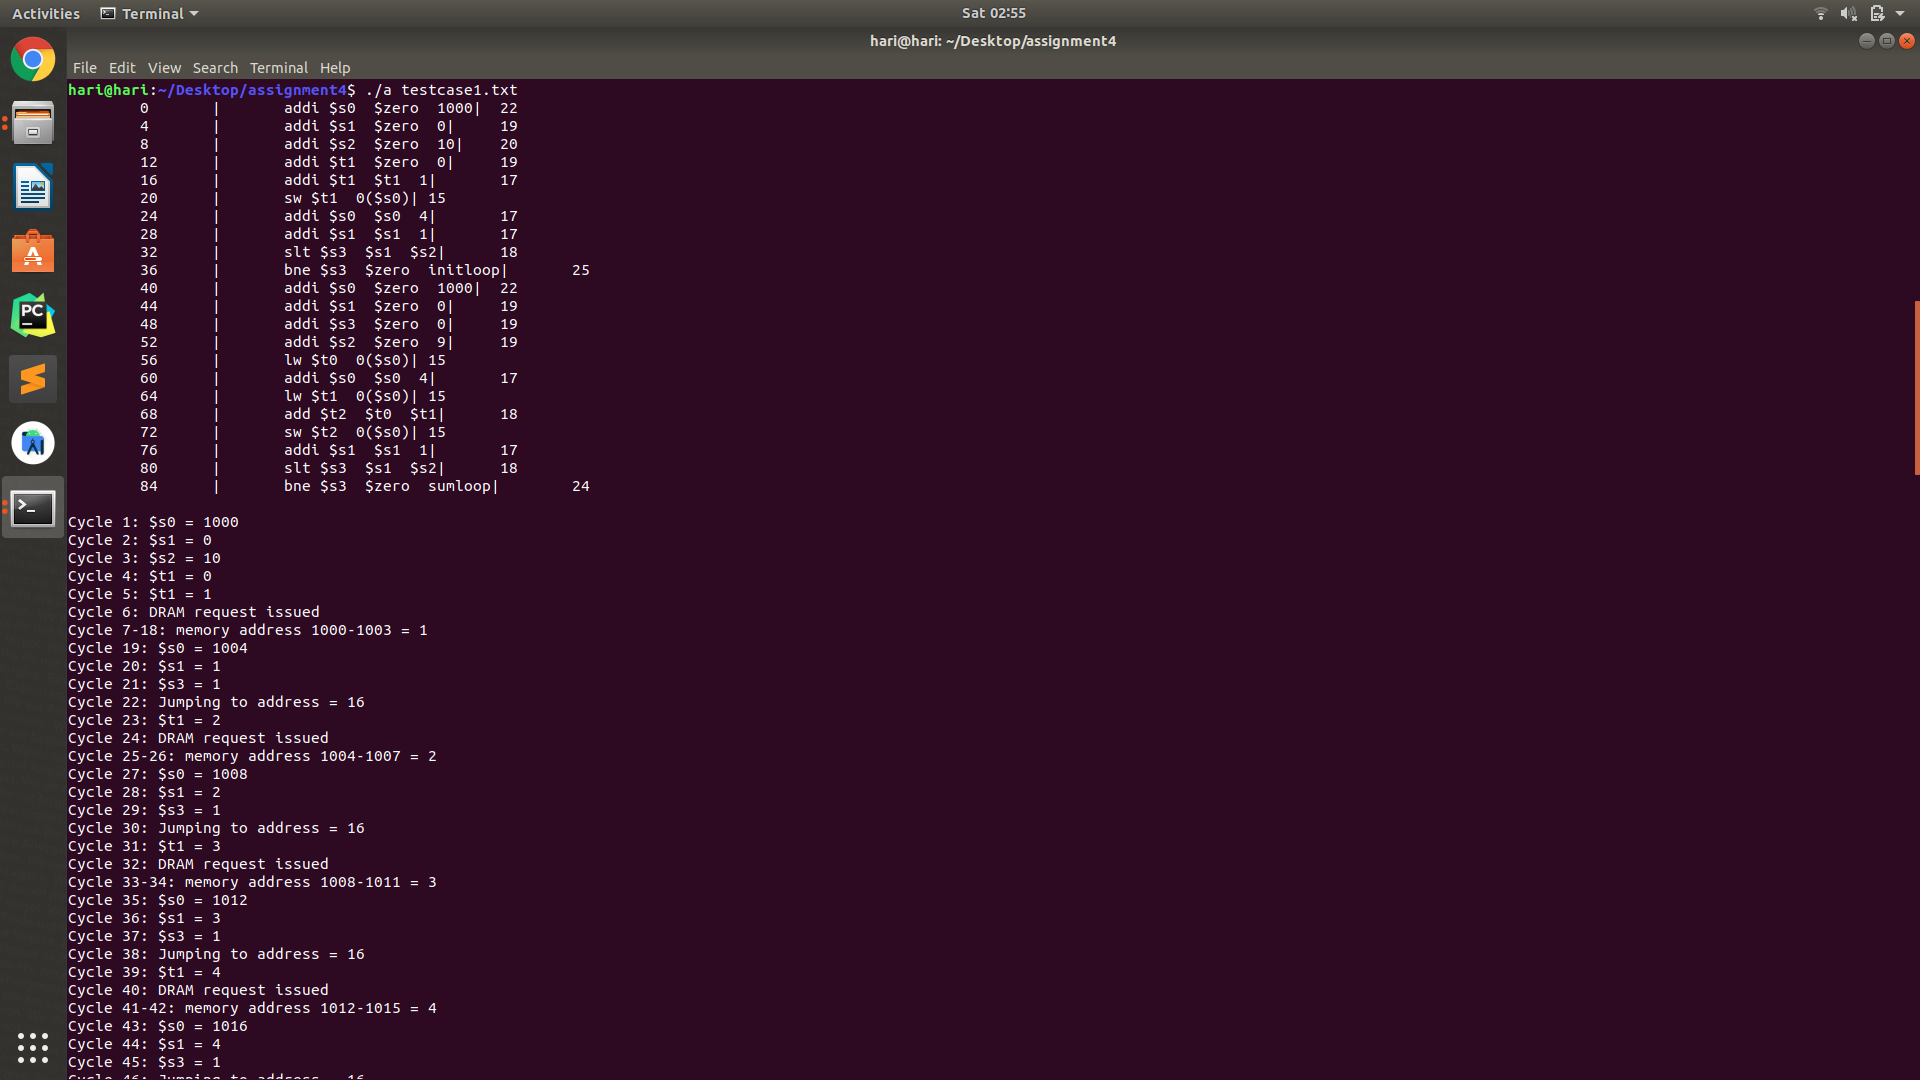 Activities Terminal Sat 02:55
hari@hari: ~/Desktop/assignment4
File Edit View Search Terminal Help
hari@hari:~/Desktop/assignment4$ ./a testcase1.txt
0 | addi $s0 $zero 1000| 22
4 | addi $s1 $zero 0| 19
8 | addi $s2 $zero 10| 20
12 | addi $t1 $zero 0| 19
16 | addi $t1 $t1 1| 17
20 | sw $t1 0($s0)| 15
24 | addi $s0 $s0 4| 17
28 | addi $s1 $s1 1| 17
32 | slt $s3 $s1 $s2| 18
36 | bne $s3 $zero initloop| 25
40 | addi $s0 $zero 1000| 22
44 | addi $s1 $zero 0| 19
48 | addi $s3 $zero 0| 19
52 | addi $s2 $zero 9| 19
56 | lw $t0 0($s0)| 15
60 | addi $s0 $s0 4| 17
64 | lw $t1 0($s0)| 15
68 | add $t2 $t0 $t1| 18
72 | sw $t2 0($s0)| 15
76 | addi $s1 $s1 1| 17
80 | slt $s3 $s1 $s2| 18
84 | bne $s3 $zero sumloop| 24
Cycle 1: $s0 = 1000
Cycle 2: $s1 = 0
Cycle 3: $s2 = 10
Cycle 4: $t1 = 0
Cycle 5: $t1 = 1
Cycle 6: DRAM request issued
Cycle 7-18: memory address 1000-1003 = 1
Cycle 19: $s0 = 1004
Cycle 20: $s1 = 1
Cycle 21: $s3 = 1
Cycle 22: Jumping to address = 16
Cycle 23: $t1 = 2
Cycle 24: DRAM request issued
Cycle 25-26: memory address 1004-1007 = 2
Cycle 27: $s0 = 1008
Cycle 28: $s1 = 2
Cycle 29: $s3 = 1
Cycle 30: Jumping to address = 16
Cycle 31: $t1 = 3
Cycle 32: DRAM request issued
Cycle 33-34: memory address 1008-1011 = 3
Cycle 35: $s0 = 1012
Cycle 36: $s1 = 3
Cycle 37: $s3 = 1
Cycle 38: Jumping to address = 16
Cycle 39: $t1 = 4
Cycle 40: DRAM request issued
Cycle 41-42: memory address 1012-1015 = 4
Cycle 43: $s0 = 1016
Cycle 44: $s1 = 4
Cycle 45: $s3 = 1
Cycle 46: Jumping to address = 16
PC